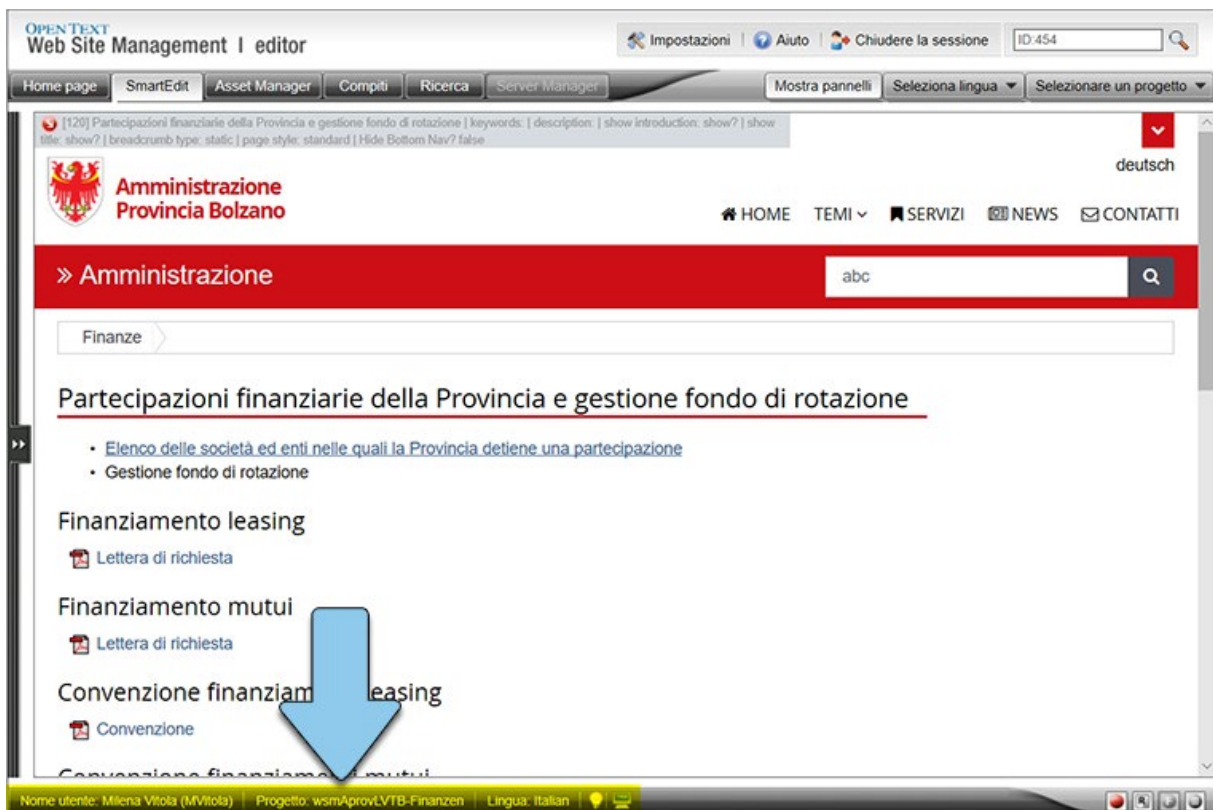 OPENTEXT
Web Site Management | editor
Impostazioni | Aiuto | Chiudere la sessione
ID:454
Home page SmartEdit Asset Manager Compiti Ricerca Server Manager
Mostra pannelli Seleziona lingua Selezionare un progetto
[120] Partecipazioni finanziarie della Provincia e gestione fondo di rotazione | keywords: | description: | show introduction: show? | show
title: show? | breadcrumb type: static | page style: standard | Hide Bottom Nav? false
deutsch
Amministrazione
Provincia Bolzano
HOME TEMI SERVIZI NEWS CONTATTI
» Amministrazione
abc
Finanze
Partecipazioni finanziarie della Provincia e gestione fondo di rotazione
• Elenco delle società ed enti nelle quali la Provincia detiene una partecipazione
• Gestione fondo di rotazione
Finanziamento leasing
Lettera di richiesta
Finanziamento mutui
Lettera di richiesta
Convenzione finanziam easing
Convenzione
Convenzione finanziamenti mutui
Nome utente: Milena Vitola (MVitola) | Progetto: wsmAprovLVTB-Finanzen | Lingua: Italian